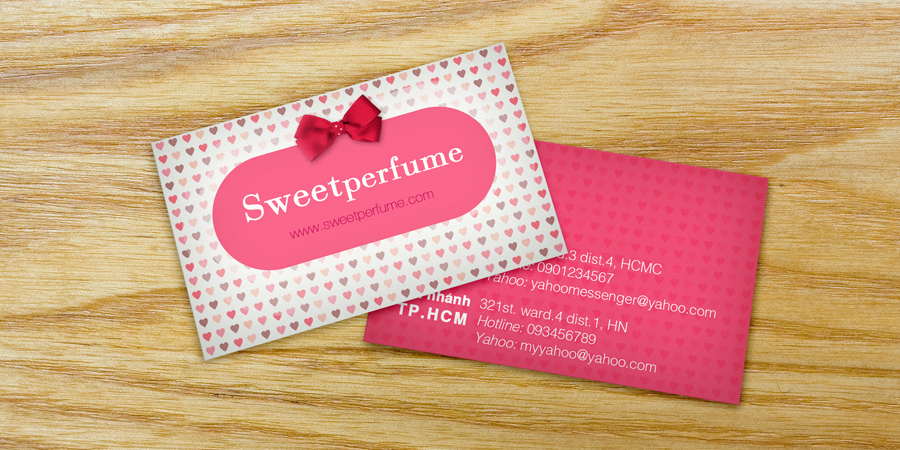 Sweetperfume
www.sweetperfume.com
.3 dist.4, HCMC
: 0901234567
Yahoo: yahoomessenger@yahoo.com
nhánh
TP.HCM
321st. ward.4 dist.1, HN
Hotline: 093456789
Yahoo: myyahoo@yahoo.com